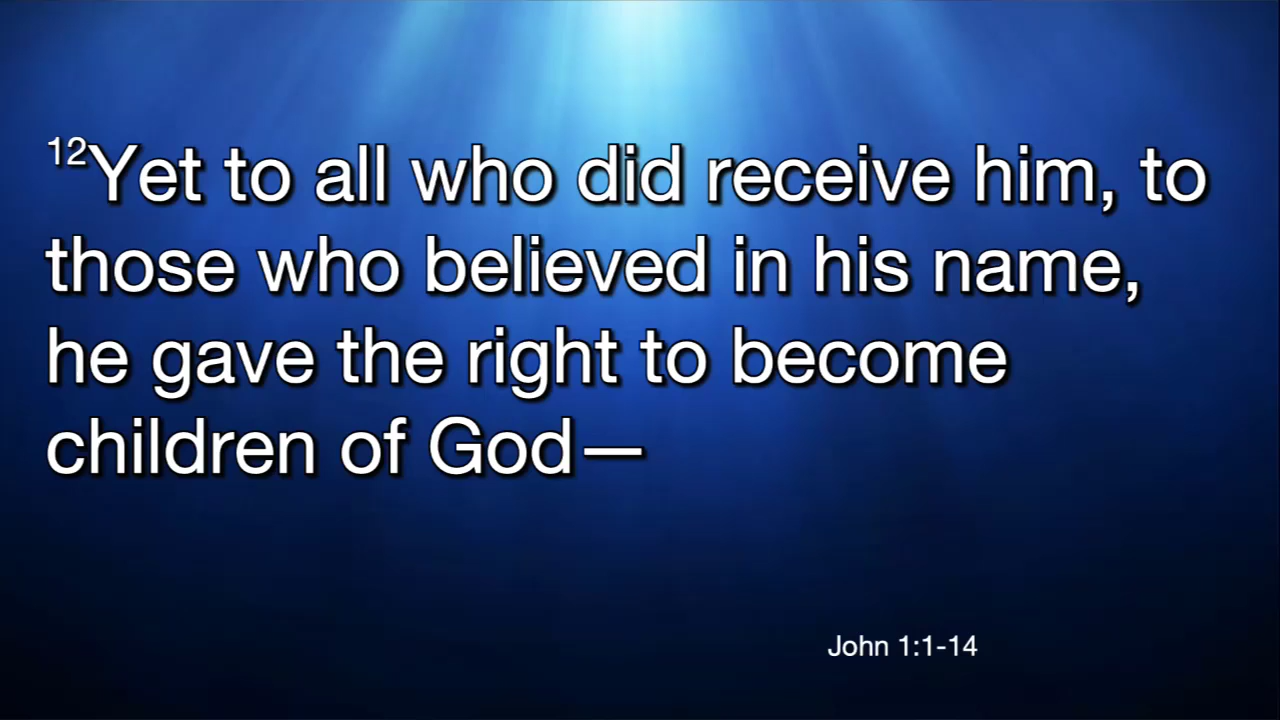 12Yet to all who did receive him, to
those who believed in his name,
he gave the right to become
children of God—
John 1:1-14